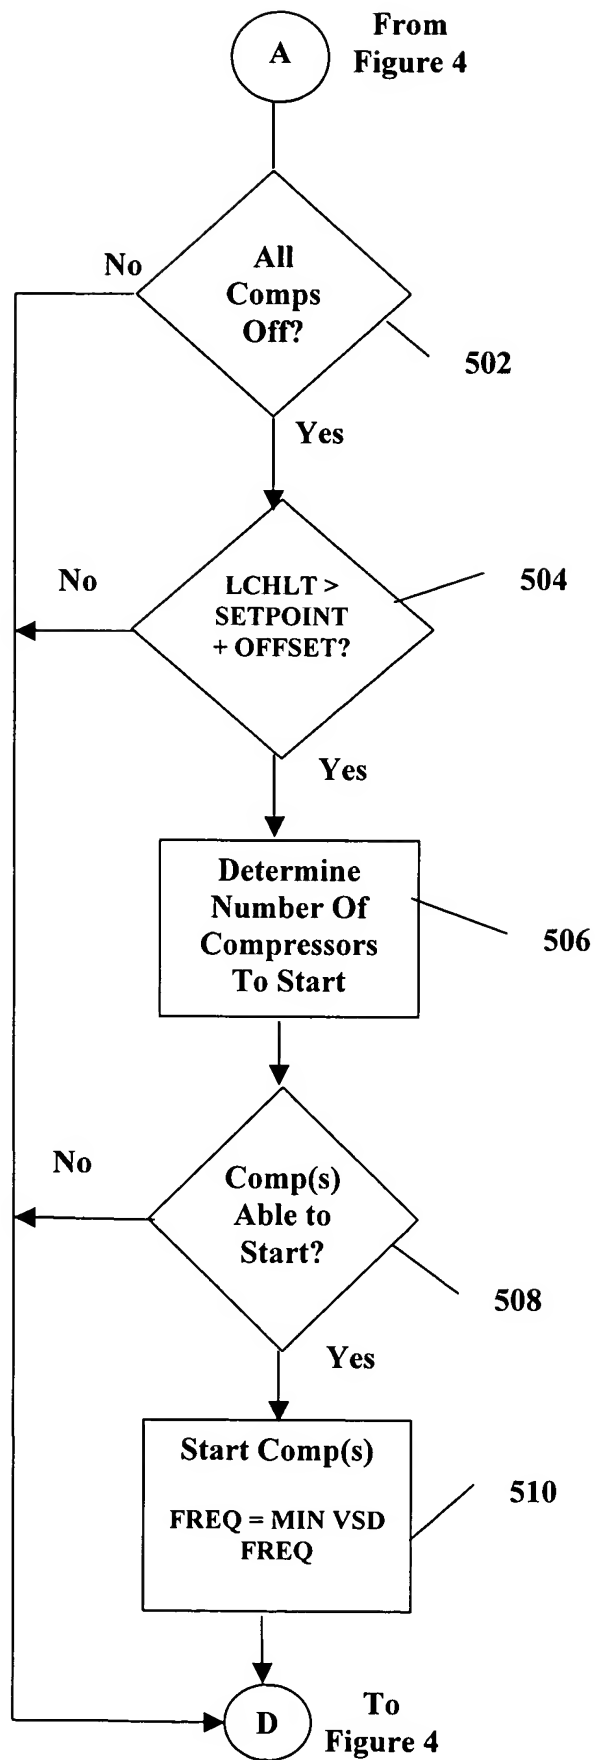 From
A
Figure 4
No
All
Comps
Off?
502
Yes
No
LCHLT >
SETPOINT
+ OFFSET?
504
Yes
Determine
Number Of
Compressors
To Start
506
No
Comp(s)
Able to
Start?
508
Yes
Start Comp(s)
FREQ = MIN VSD
FREQ
510
D
To
Figure 4